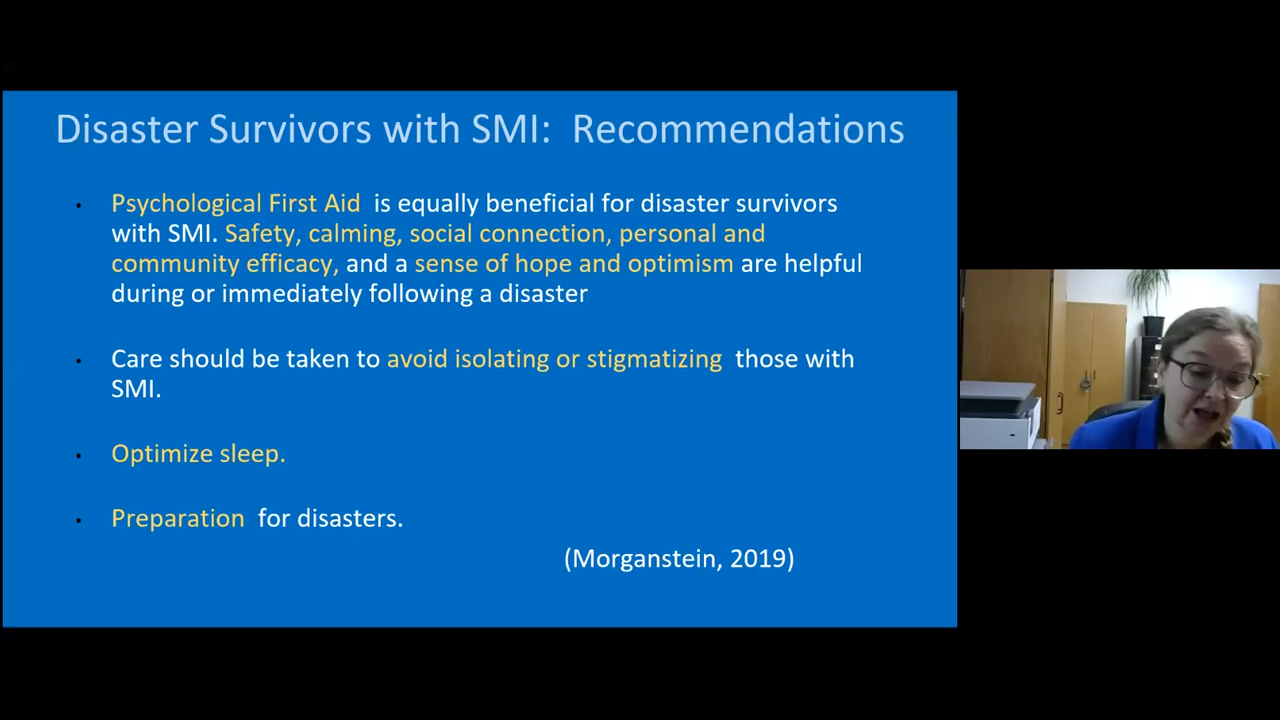 Disaster Survivors with SMI: Recommendations
• Psychological First Aid is equally beneficial for disaster survivors
with SMI. Safety, calming, social connection, personal and
community efficacy, and a sense of hope and optimism are helpful
during or immediately following a disaster
• Care should be taken to avoid isolating or stigmatizing those with
SMI.
• Optimize sleep.
• Preparation for disasters.
(Morganstein, 2019)